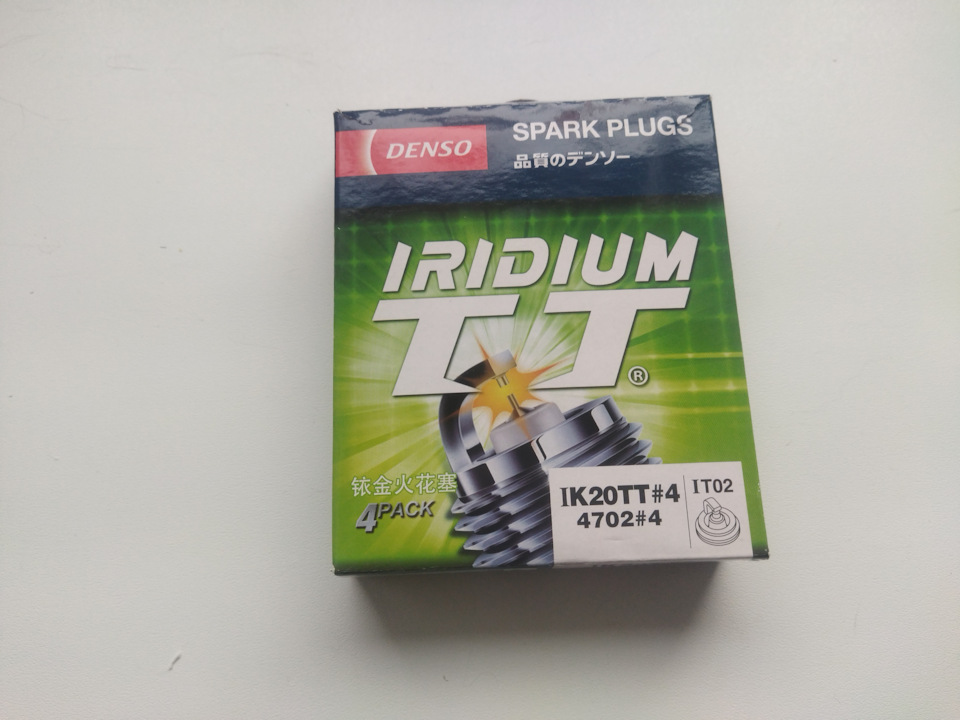 DENSO
SPARK PLUGS
品質のデンソー
IRIDIUM
TT®
铱金火花塞
4PACK
IK20TT#4
4702#4
IT02